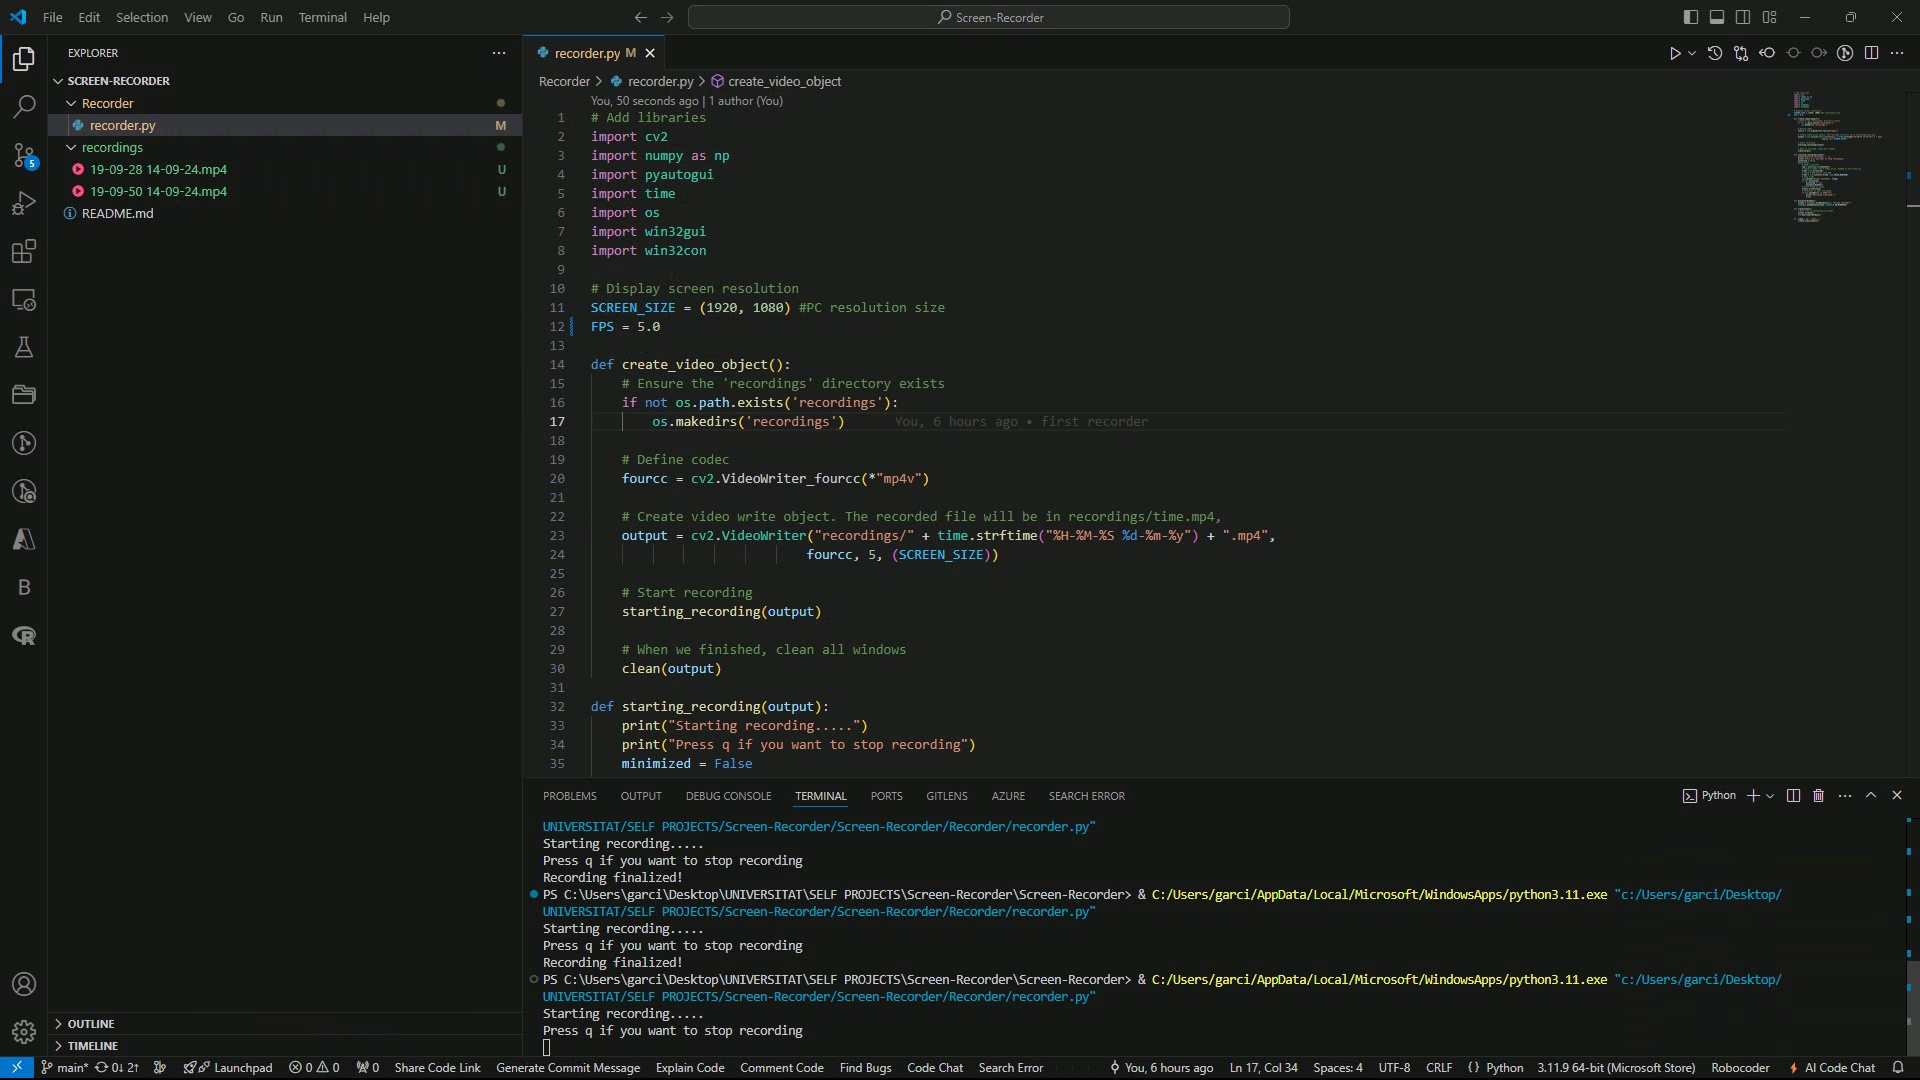 File Edit Selection View Go Run Terminal Help
Screen-Recorder
EXPLORER
SCREEN-RECORDER
Recorder
recorder.py M
recordings
19-09-28 14-09-24.mp4 U
19-09-50 14-09-24.mp4 U
README.md
5
B
OUTLINE
TIMELINE
recorder.py M
Recorder > recorder.py > create_video_object
You, 50 seconds ago | 1 author (You)
1 # Add libraries
2 import cv2
3 import numpy as np
4 import pyautogui
5 import time
6 import os
7 import win32gui
8 import win32con
9
10 # Display screen resolution
11 SCREEN_SIZE = (1920, 1080) #PC resolution size
12 FPS = 5.0
13
14 def create_video_object():
15 # Ensure the 'recordings' directory exists
16 if not os.path.exists('recordings'):
17 os.makedirs('recordings') You, 6 hours ago • first recorder
18
19 # Define codec
20 fourcc = cv2.VideoWriter_fourcc(*"mp4v")
21
22 # Create video write object. The recorded file will be in recordings/time.mp4,
23 output = cv2.VideoWriter("recordings/" + time.strftime("%H-%M-%S %d-%m-%y") + ".mp4",
24 fourcc, 5, (SCREEN_SIZE))
25
26 # Start recording
27 starting_recording(output)
28
29 # When we finished, clean all windows
30 clean(output)
31
32 def starting_recording(output):
33 print("Starting recording.....")
34 print("Press q if you want to stop recording")
35 minimized = False
PROBLEMS OUTPUT DEBUG CONSOLE TERMINAL PORTS GITLENS AZURE SEARCH ERROR
Python
UNIVERSITAT/SELF PROJECTS/Screen-Recorder/Screen-Recorder/Recorder/recorder.py"
Starting recording.....
Press q if you want to stop recording
Recording finalized!
PS C:\Users\garci\Desktop\UNIVERSITAT\SELF PROJECTS\Screen-Recorder\Screen-Recorder> & C:/Users/garci/AppData/Local/Microsoft/WindowsApps/python3.11.exe "c:/Users/garci/Desktop/
UNIVERSITAT/SELF PROJECTS/Screen-Recorder/Screen-Recorder/Recorder/recorder.py"
Starting recording.....
Press q if you want to stop recording
Recording finalized!
PS C:\Users\garci\Desktop\UNIVERSITAT\SELF PROJECTS\Screen-Recorder\Screen-Recorder> & C:/Users/garci/AppData/Local/Microsoft/WindowsApps/python3.11.exe "c:/Users/garci/Desktop/
UNIVERSITAT/SELF PROJECTS/Screen-Recorder/Screen-Recorder/Recorder/recorder.py"
Starting recording.....
Press q if you want to stop recording
main* 0↓ 2↑ Launchpad 0 0 0 Share Code Link Generate Commit Message Explain Code Comment Code Find Bugs Code Chat Search Error You, 6 hours ago Ln 17, Col 34 Spaces: 4 UTF-8 CRLF {} Python 3.11.9 64-bit (Microsoft Store) Robocoder AI Code Chat